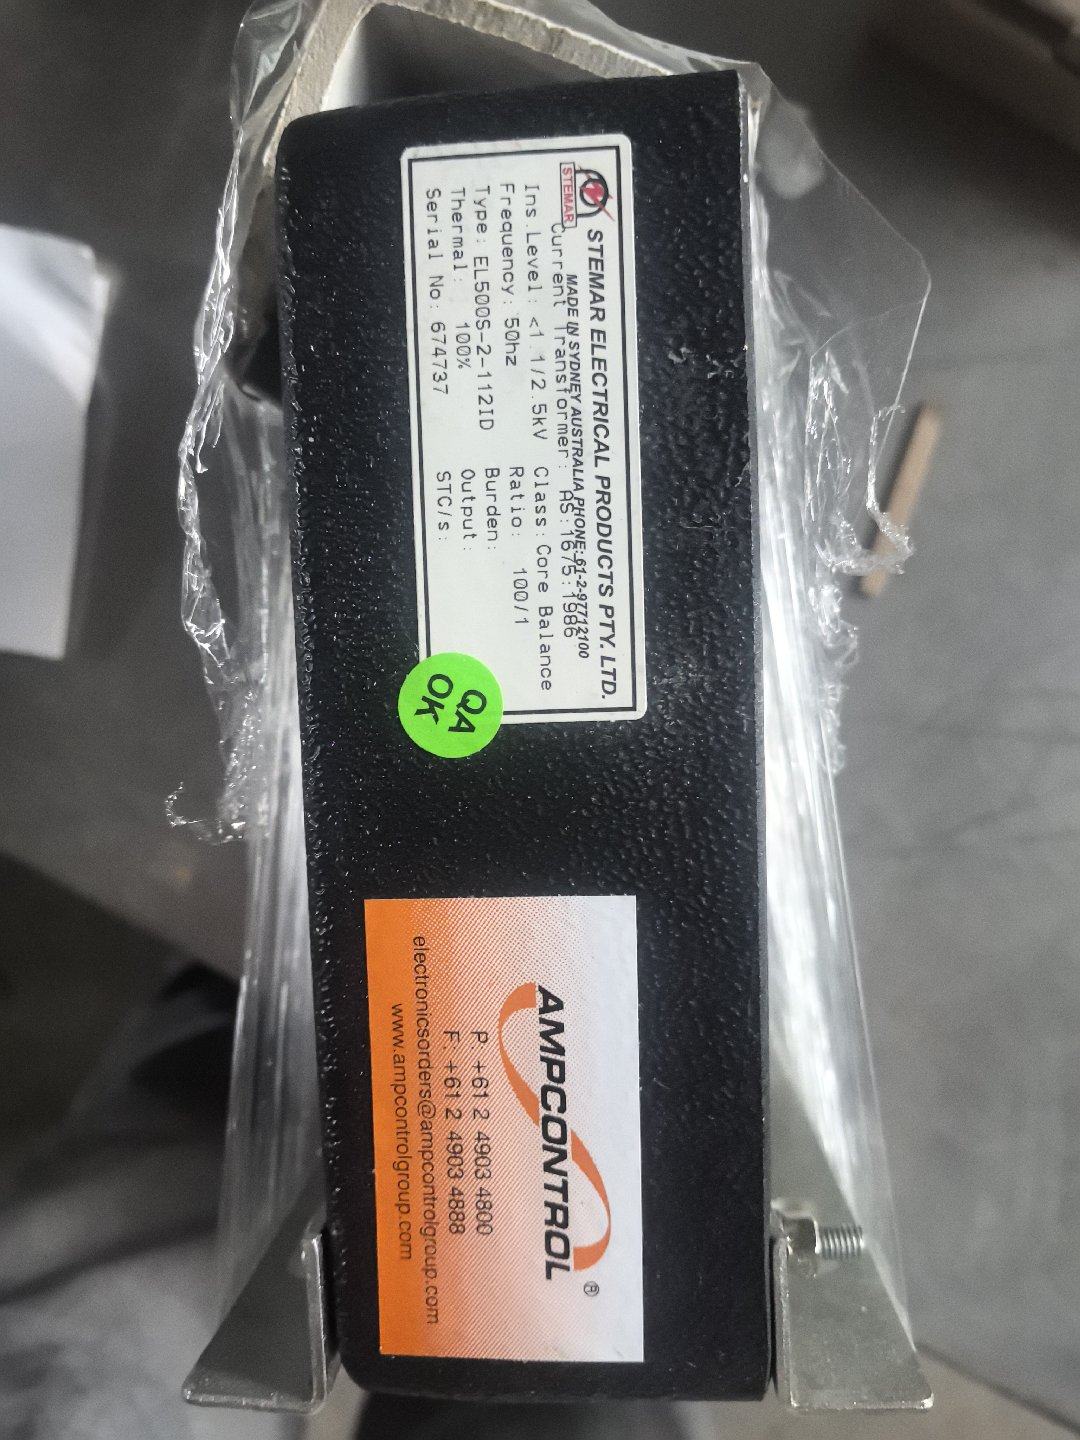 STEMAR
STEMAR ELECTRICAL PRODUCTS PTY. LTD.
MADE IN SYDNEY AUSTRALIA PHONE:-61-2-97712100
Current Transformer: AS:1675:1986
Ins.Level: <1.1/2.5kV Class: Core Balance
Frequency: 50hz Ratio: 100/1
Type: EL500S-2-112ID Burden:
Thermal: 100% Output:
Serial No: 674737 STC/s:
QA
OK
AMPCONTROL ®
P. +61 2 4903 4800
F. +61 2 4903 4888
electronicsorders@ampcontrolgroup.com
www.ampcontrolgroup.com